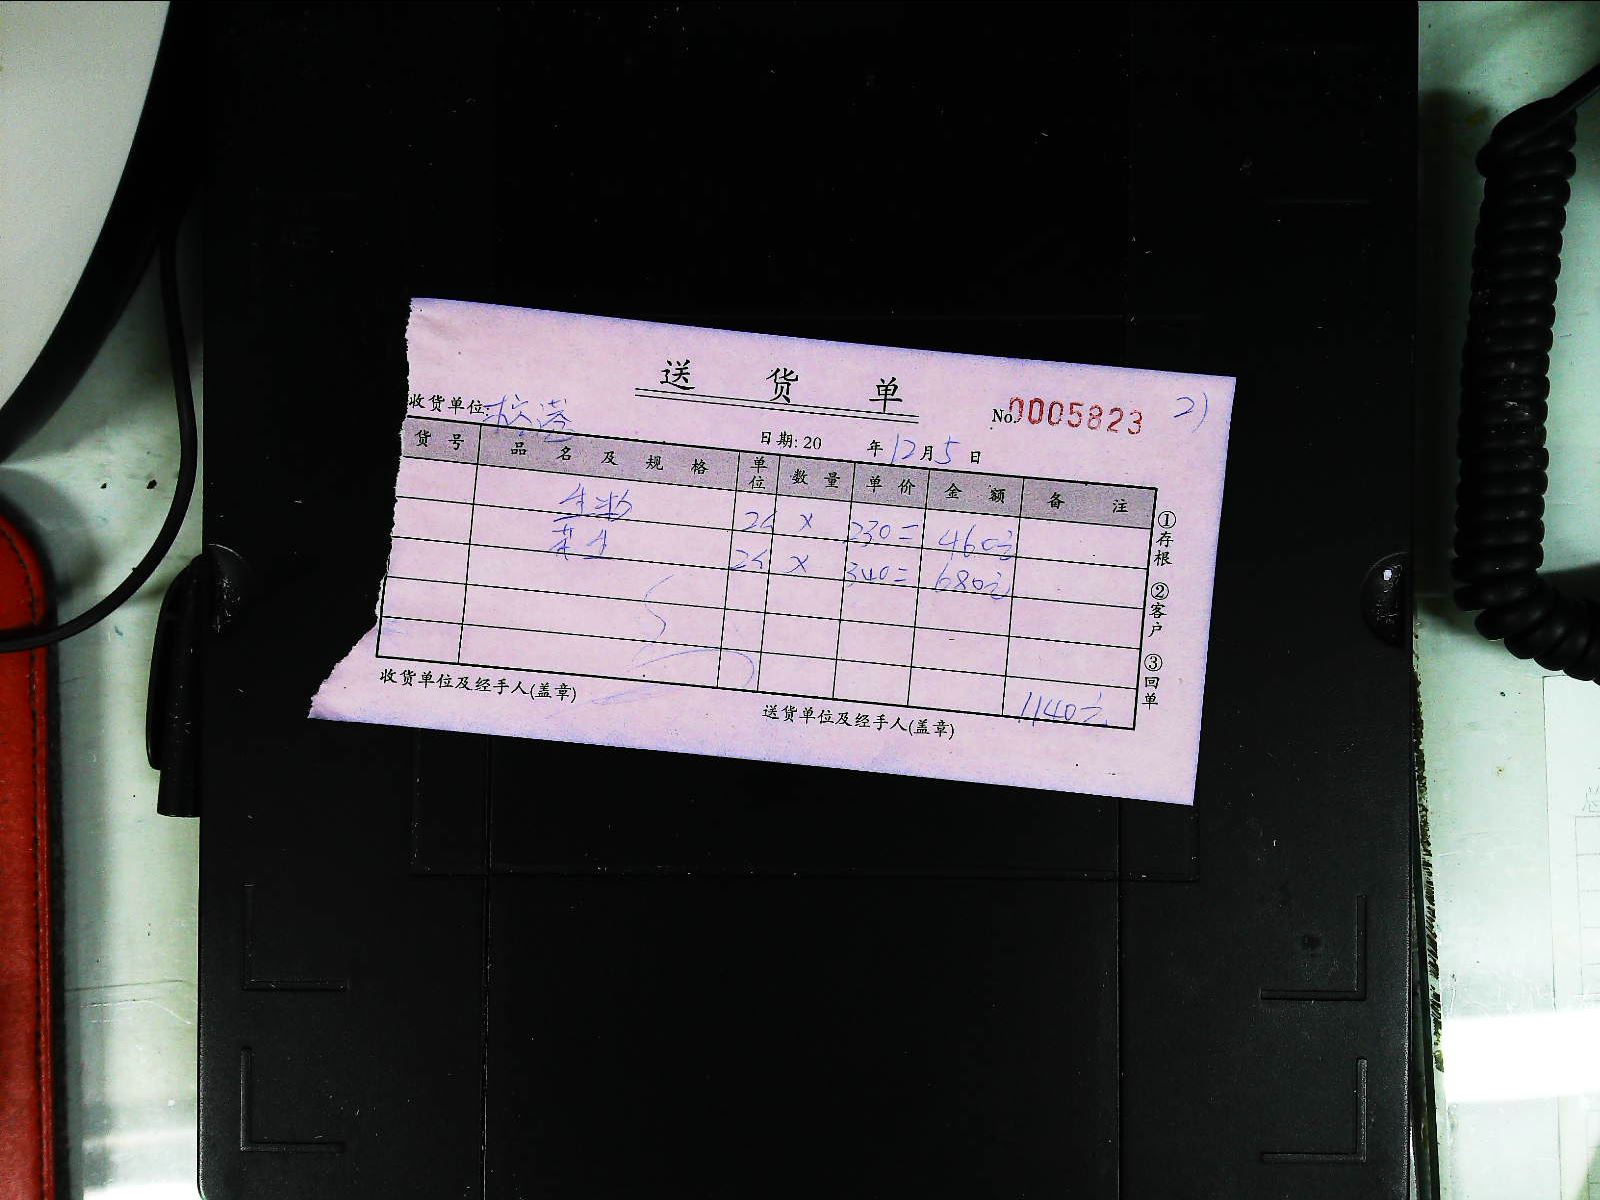 送 货 单
No. 0005823 2)
收货单位:
日期: 20 年 12 月 5 日
货号 品名及规格 单位 数量 单价 金额 备注
生粉 2 × 230 = 460元
2 × 340 = 680元
1140元
①存根 ②客户 ③回单
收货单位及经手人(盖章) 送货单位及经手人(盖章)